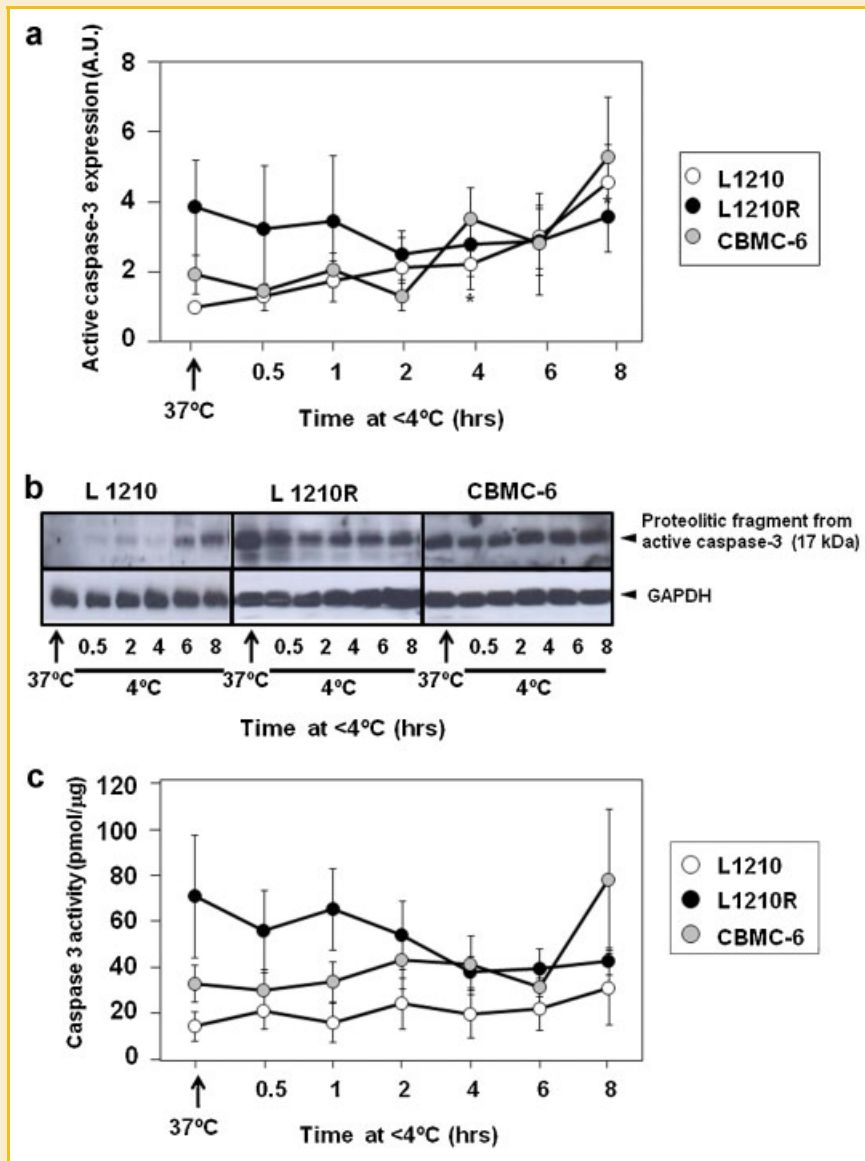 a
Active caspase-3 expression (A.U.)
8
6
4
2
0
*
*
0.5 1 2 4 6 8
37ºC
Time at <4ºC (hrs)
L1210
L1210R
CBMC-6
b
L 1210 L 1210R CBMC-6
Proteolitic fragment from
active caspase-3 (17 kDa)
GAPDH
0.5 2 4 6 8 0.5 2 4 6 8 0.5 2 4 6 8
37ºC 4ºC 37ºC 4ºC 37ºC 4ºC
Time at <4ºC (hrs)
c
Caspase 3 activity (pmol/µg)
120
100
80
60
40
20
0
0.5 1 2 4 6 8
37ºC
Time at <4ºC (hrs)
L1210
L1210R
CBMC-6